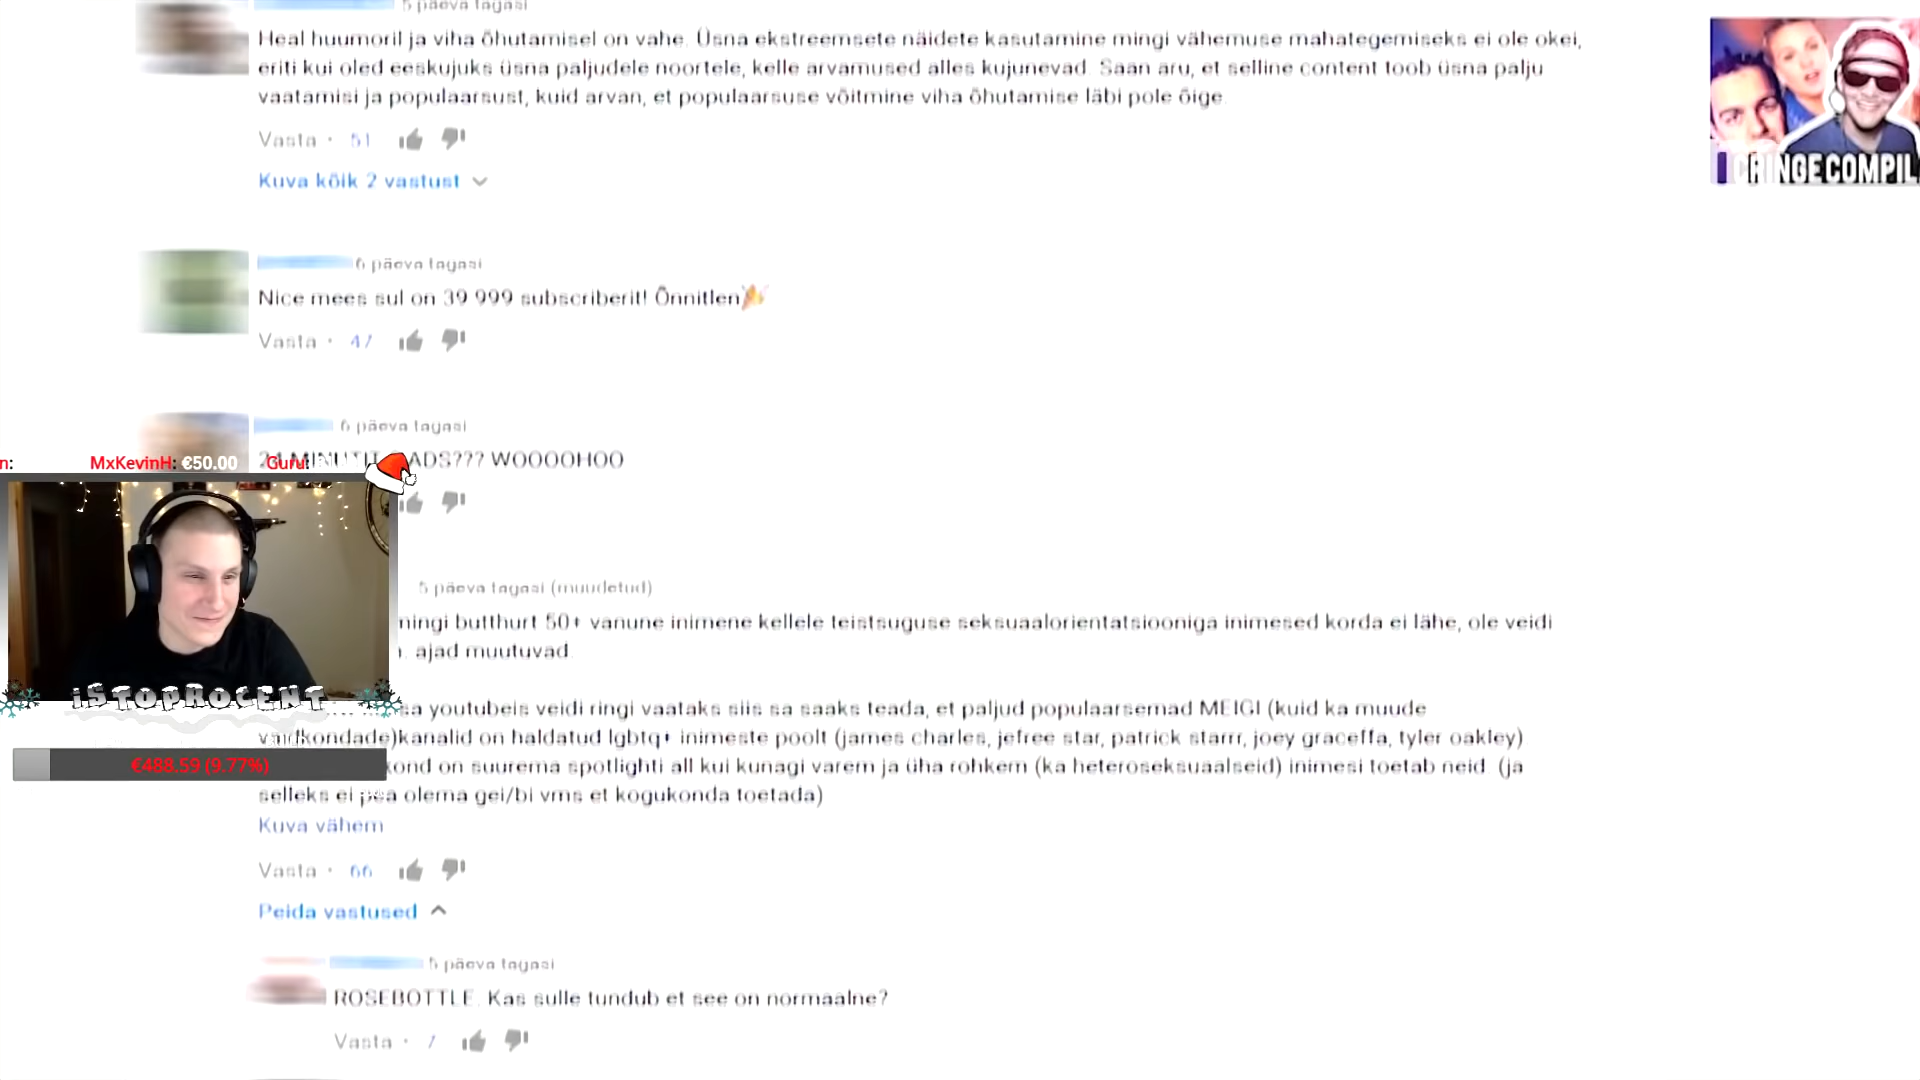 5 päeva tagasi
Heal huumoril ja viha õhutamisel on vahe. Üsna ekstreemsete näidete kasutamine mingi vähemuse mahategemiseks ei ole okei,
eriti kui oled eeskujuks üsna paljudele noortele, kelle arvamused alles kujunevad. Saan aru, et selline content toob üsna palju
vaatamisi ja populaarsust, kuid arvan, et populaarsuse võitmine viha õhutamise läbi pole õige.
Vasta · 51
Kuva kõik 2 vastust
CRINGE COMPIL
6 päeva tagasi
Nice mees sul on 39 999 subscriberit! Õnnitlen🎉
Vasta · 47
6 päeva tagasi
24 MINUTIT ADS??? WOOOOHOO
n: MxKevinH: €50.00 Guru:
5 päeva tagasi (muudetud)
mingi butthurt 50+ vanune inimene kellele teistsuguse seksuaalorientatsiooniga inimesed korda ei lähe, ole veidi
ajad muutuvad.
iSTOPROCENT
sa youtubeis veidi ringi vaataks siis sa saaks teada, et paljud populaarsemad MEIGI (kuid ka muude
valdkondade)kanalid on haldatud lgbtq+ inimeste poolt (james charles, jefree star, patrick starrr, joey graceffa, tyler oakley)
kond on suurema spotlighti all kui kunagi varem ja üha rohkem (ka heteroseksuaalseid) inimesi toetab neid. (ja
€488.59 (9.77%)
selleks ei pea olema gei/bi vms et kogukonda toetada)
Kuva vähem
Vasta · 66
Peida vastused
5 päeva tagasi
ROSEBOTTLE. Kas sulle tundub et see on normaalne?
Vasta · 7